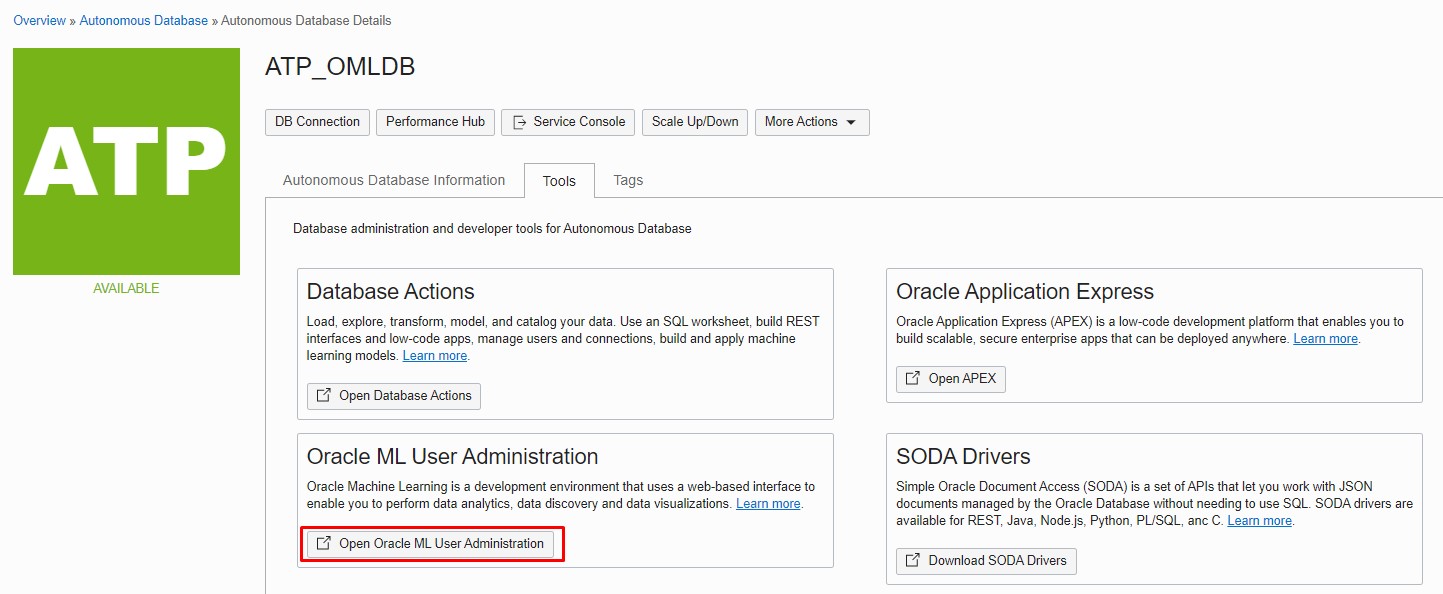 Overview » Autonomous Database » Autonomous Database Details
ATP
AVAILABLE
ATP_OMLDB
DB Connection
Performance Hub
Service Console
Scale Up/Down
More Actions
Autonomous Database Information
Tools
Tags
Database administration and developer tools for Autonomous Database
Database Actions
Load, explore, transform, model, and catalog your data. Use an SQL worksheet, build REST
interfaces and low-code apps, manage users and connections, build and apply machine
learning models. Learn more.
Open Database Actions
Oracle Application Express
Oracle Application Express (APEX) is a low-code development platform that enables you to
build scalable, secure enterprise apps that can be deployed anywhere. Learn more.
Open APEX
Oracle ML User Administration
Oracle Machine Learning is a development environment that uses a web-based interface to
enable you to perform data analytics, data discovery and data visualizations. Learn more.
Open Oracle ML User Administration
SODA Drivers
Simple Oracle Document Access (SODA) is a set of APIs that let you work with JSON
documents managed by the Oracle Database without needing to use SQL. SODA drivers are
available for REST, Java, Node.js, Python, PL/SQL, anc C. Learn more.
Download SODA Drivers